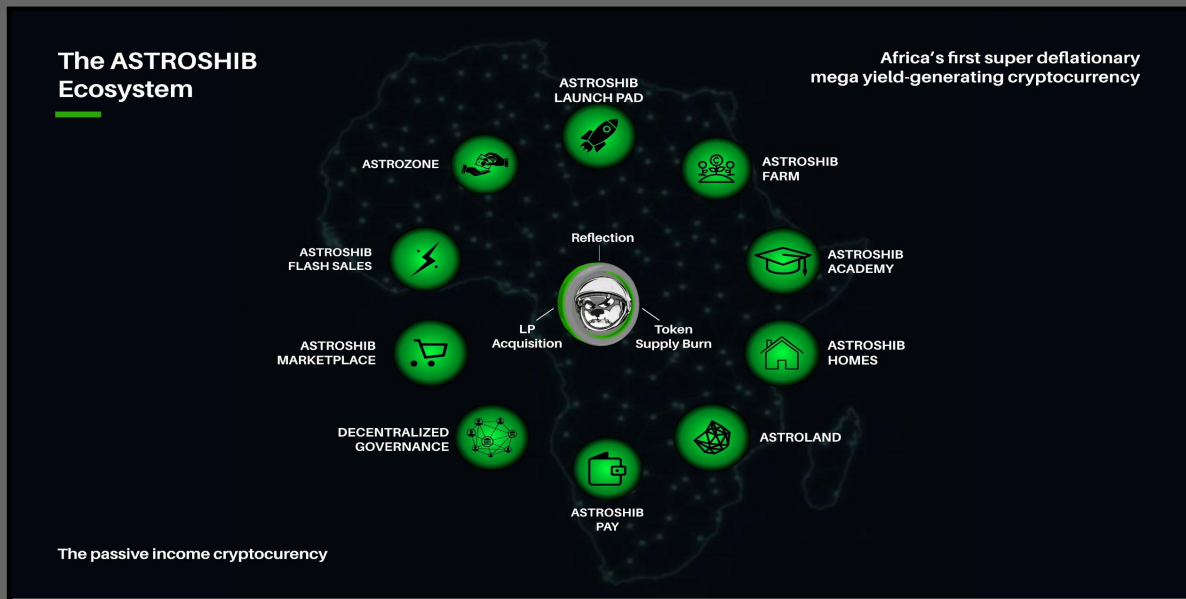 The ASTROSHIB
Ecosystem
Africa's first super deflationary
mega yield-generating cryptocurrency
ASTROSHIB
LAUNCH PAD
ASTROZONE
ASTROSHIB
FARM
ASTROSHIB
FLASH SALES
Reflection
ASTROSHIB
ACADEMY
LP
Acquisition
Token
Supply Burn
ASTROSHIB
MARKETPLACE
ASTROSHIB
HOMES
DECENTRALIZED
GOVERNANCE
ASTROLAND
ASTROSHIB
PAY
The passive income cryptocurency